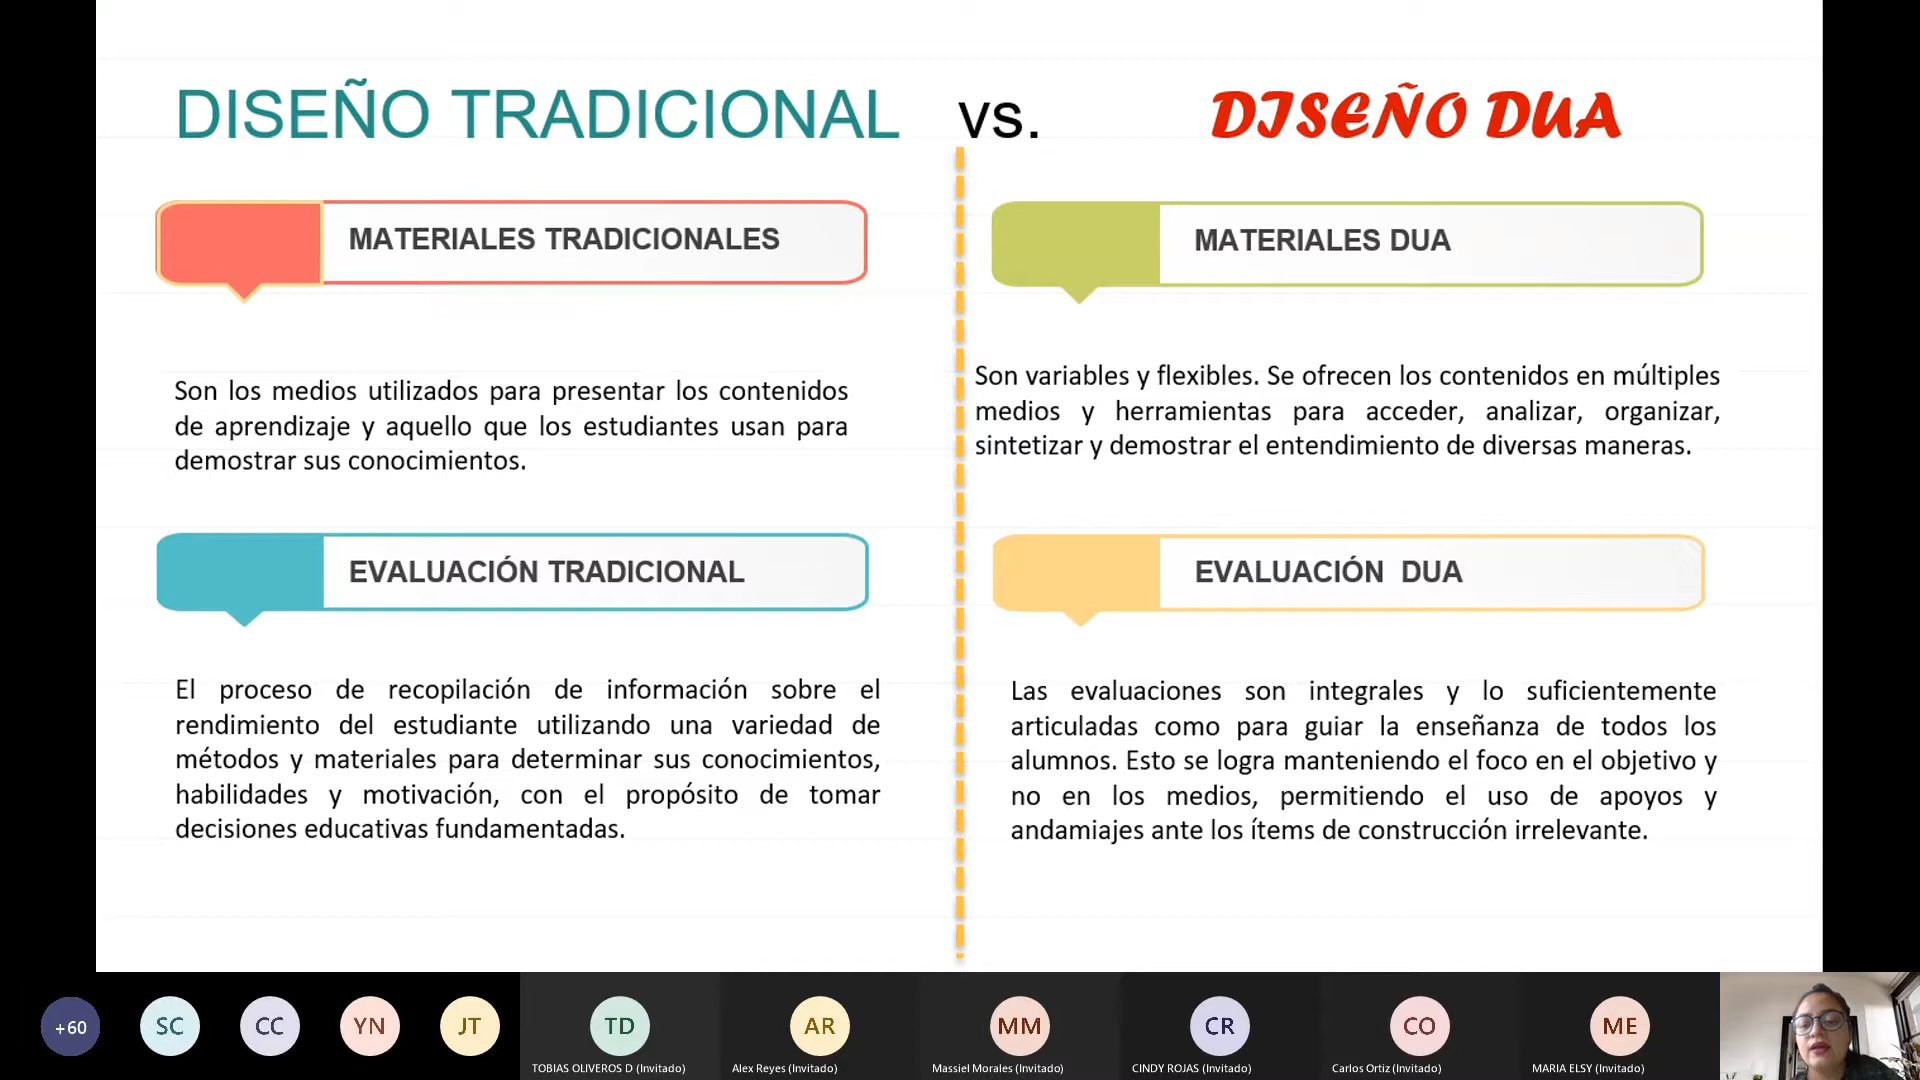 DISEÑO TRADICIONAL vs. DISEÑO DUA
MATERIALES TRADICIONALES
Son los medios utilizados para presentar los contenidos
de aprendizaje y aquello que los estudiantes usan para
demostrar sus conocimientos.
EVALUACIÓN TRADICIONAL
El proceso de recopilación de información sobre el
rendimiento del estudiante utilizando una variedad de
métodos y materiales para determinar sus conocimientos,
habilidades y motivación, con el propósito de tomar
decisiones educativas fundamentadas.
MATERIALES DUA
Son variables y flexibles. Se ofrecen los contenidos en múltiples
medios y herramientas para acceder, analizar, organizar,
sintetizar y demostrar el entendimiento de diversas maneras.
EVALUACIÓN DUA
Las evaluaciones son integrales y lo suficientemente
articuladas como para guiar la enseñanza de todos los
alumnos. Esto se logra manteniendo el foco en el objetivo y
no en los medios, permitiendo el uso de apoyos y
andamiajes ante los ítems de construcción irrelevante.
+60 SC CC YN JT TD AR MM CR CO ME
TOBIAS OLIVEROS D (Invitado) Alex Reyes (Invitado) Massiel Morales (Invitado) CINDY ROJAS (Invitado) Carlos Ortiz (Invitado) MARIA ELSY (Invitado)